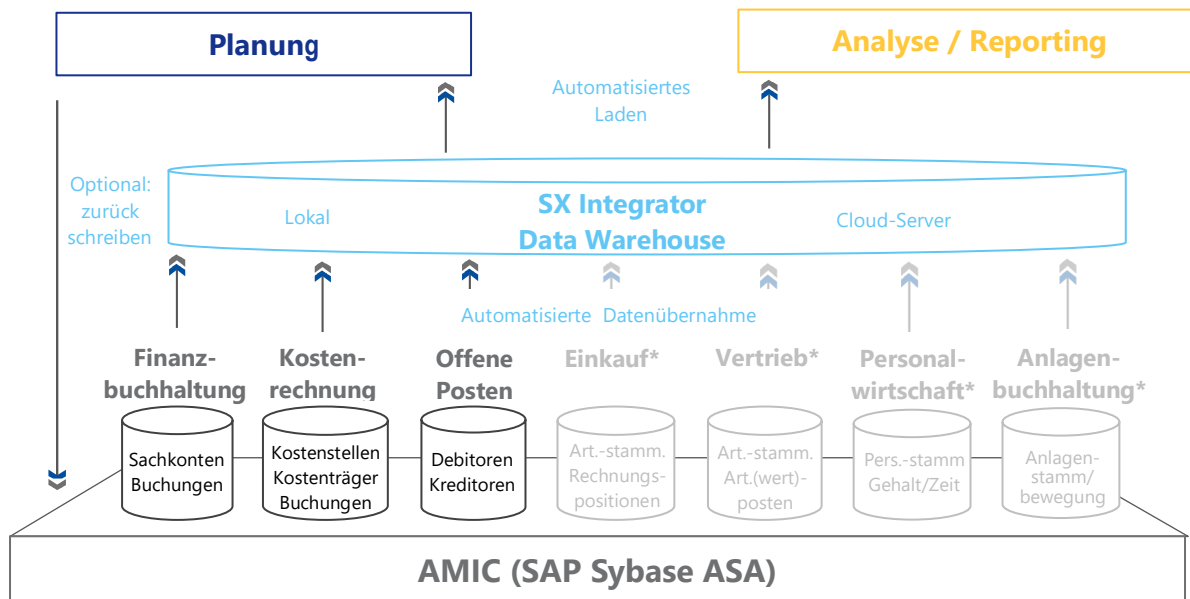 Planung
Analyse / Reporting
Automatisiertes
Laden
Optional:
zurück
schreiben
Lokal
SX Integrator
Data Warehouse
Cloud-Server
Automatisierte Datenübernahme
Finanz-
buchhaltung
Kosten-
rechnung
Offene
Posten
Einkauf*
Vertrieb*
Personal-
wirtschaft*
Anlagen-
buchhaltung*
Sachkonten
Buchungen
Kostenstellen
Kostenträger
Buchungen
Debitoren
Kreditoren
Art.-stamm.
Rechnungs-
positionen
Art.-stamm.
Art.(wert)-
posten
Pers.-stamm
Gehalt/Zeit
Anlagen-
stamm/
bewegung
AMIC (SAP Sybase ASA)